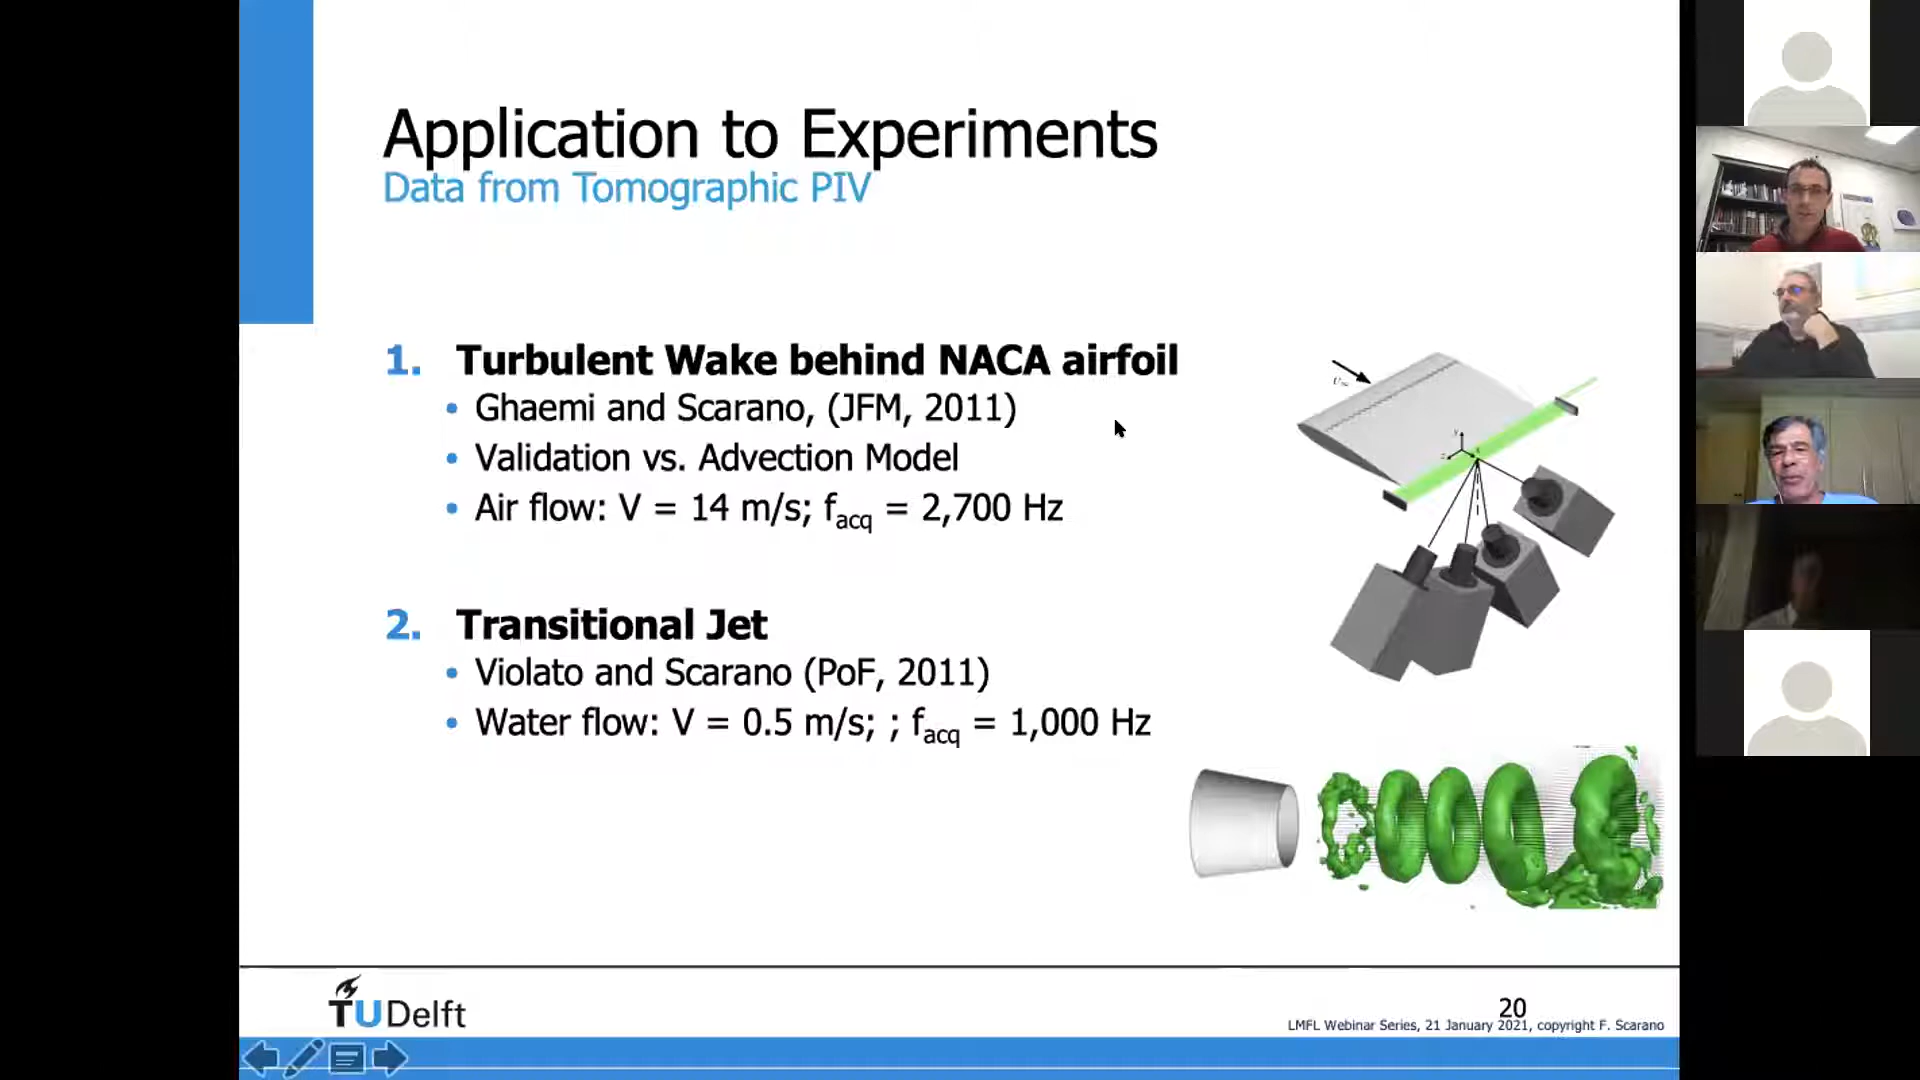 Application to Experiments
Data from Tomographic PIV
1. Turbulent Wake behind NACA airfoil
• Ghaemi and Scarano, (JFM, 2011)
• Validation vs. Advection Model
• Air flow: V = 14 m/s; facq = 2,700 Hz
2. Transitional Jet
• Violato and Scarano (PoF, 2011)
• Water flow: V = 0.5 m/s; ; facq = 1,000 Hz
TUDelft
20
LMFL Webinar Series, 21 January 2021, copyright F. Scarano